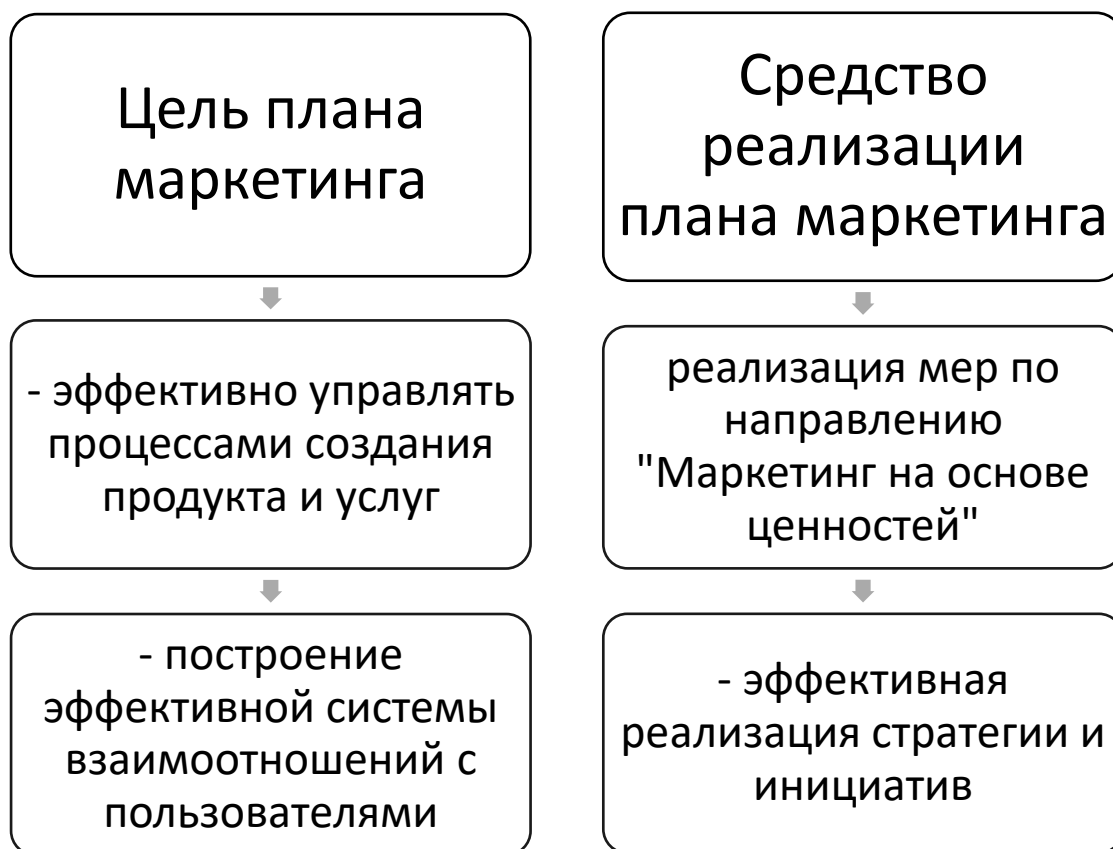 Цель плана
маркетинга
- эффективно управлять
процессами создания
продукта и услуг
- построение
эффективной системы
взаимоотношений с
пользователями
Средство
реализации
плана маркетинга
реализация мер по
направлению
"Маркетинг на основе
ценностей"
- эффективная
реализация стратегии и
инициатив